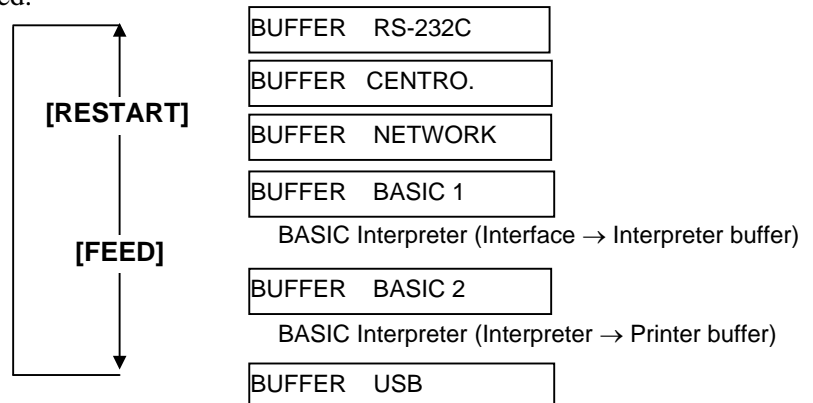 BUFFER RS-232C
BUFFER CENTRO.
[RESTART]
BUFFER NETWORK
BUFFER BASIC 1
BASIC Interpreter (Interface → Interpreter buffer)
[FEED]
BUFFER BASIC 2
BASIC Interpreter (Interpreter → Printer buffer)
BUFFER USB